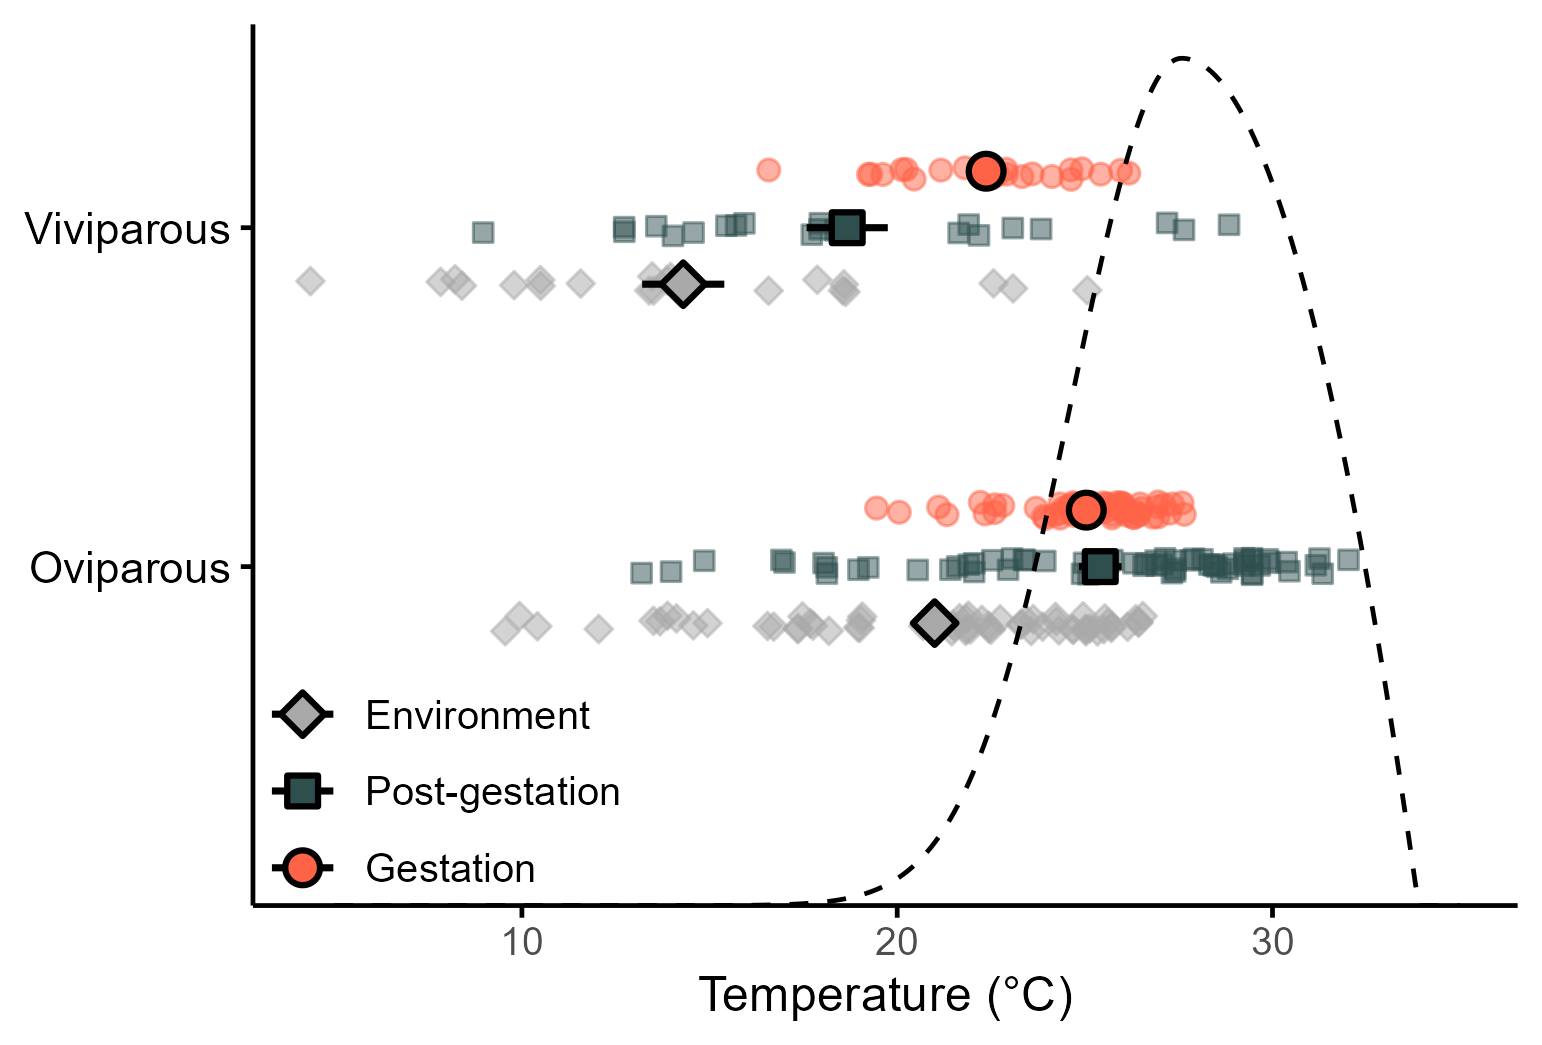 Viviparous
Oviparous
Environment
Post-gestation
Gestation
10 20 30
Temperature (°C)